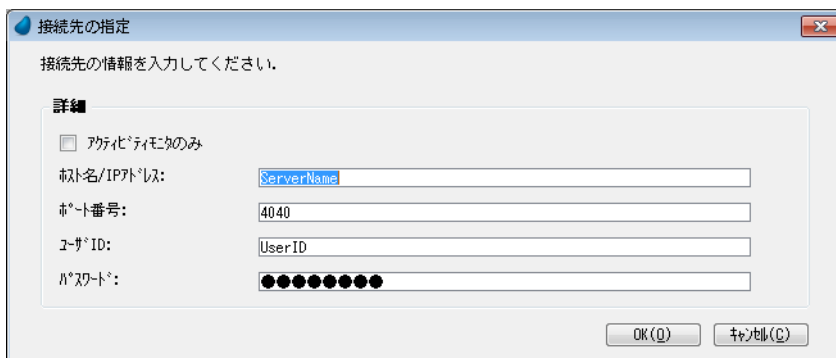 接続先の指定
接続先の情報を入力してください.
詳細
ｱｸﾃｨﾋﾞﾃｨﾓﾆﾀのみ
ﾎｽﾄ名/IPｱﾄﾞﾚｽ: ServerName
ﾎﾟｰﾄ番号: 4040
ﾕｰｻﾞID: UserID
ﾊﾟｽﾜｰﾄﾞ: ●●●●●●●●
OK(O) ｷｬﾝｾﾙ(C)